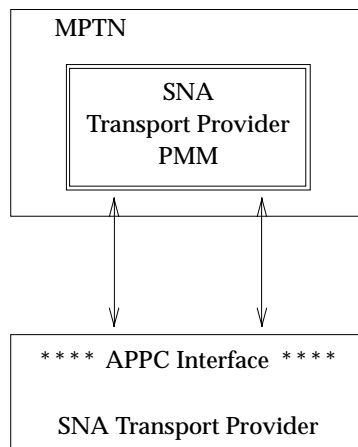 MPTN
SNA
Transport Provider
PMM
* * * * APPC Interface * * * *
SNA Transport Provider